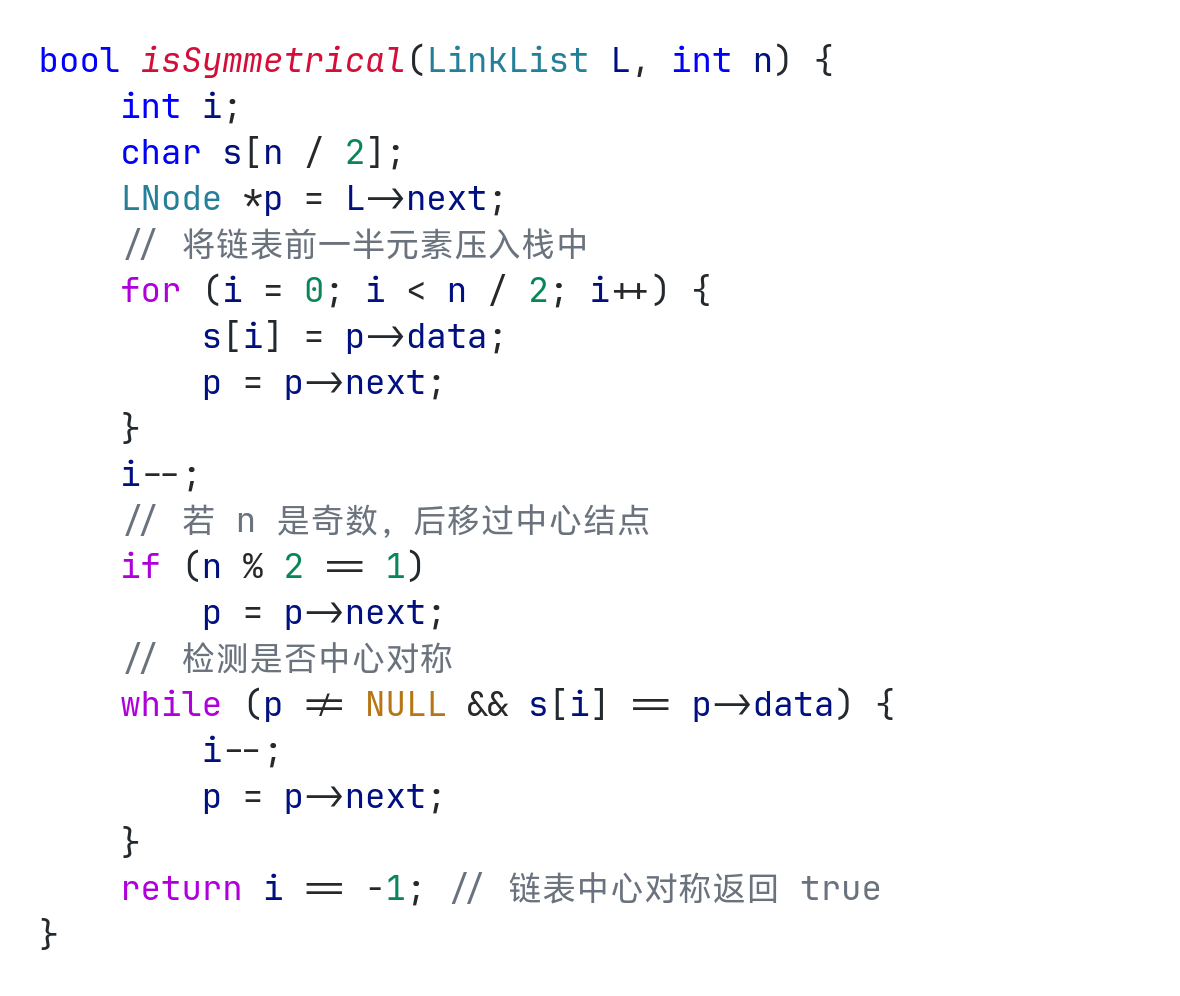 bool isSymmetrical(LinkList L, int n) {
    int i;
    char s[n / 2];
    LNode *p = L->next;
    // 将链表前一半元素压入栈中
    for (i = 0; i < n / 2; i++) {
        s[i] = p->data;
        p = p->next;
    }
    i--;
    // 若 n 是奇数，后移过中心结点
    if (n % 2 == 1)
        p = p->next;
    // 检测是否中心对称
    while (p != NULL && s[i] == p->data) {
        i--;
        p = p->next;
    }
    return i == -1; // 链表中心对称返回 true
}